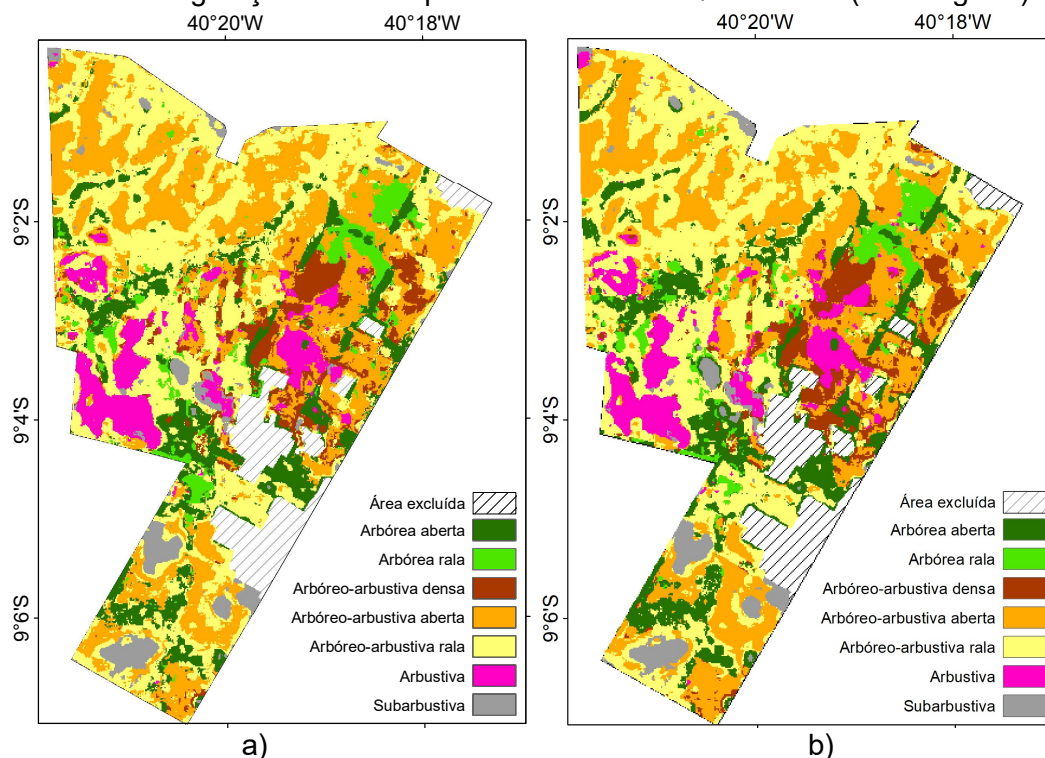 40°20'W 40°18'W 40°20'W 40°18'W
9°2'S 9°2'S
9°4'S 9°4'S
Área excluída Área excluída
Arbórea aberta Arbórea aberta
Arbórea rala Arbórea rala
Arbóreo-arbustiva densa Arbóreo-arbustiva densa
9°6'S Arbóreo-arbustiva aberta 9°6'S Arbóreo-arbustiva aberta
Arbóreo-arbustiva rala Arbóreo-arbustiva rala
Arbustiva Arbustiva
Subarbustiva Subarbustiva
a) b)